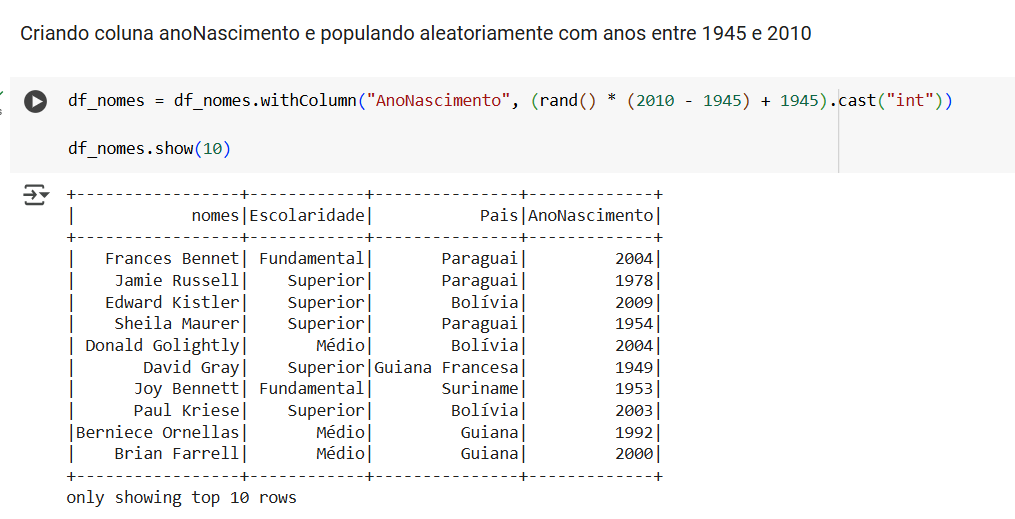 Criando coluna anoNascimento e populando aleatoriamente com anos entre 1945 e 2010
df_nomes = df_nomes.withColumn("AnoNascimento", (rand() * (2010 - 1945) + 1945).cast("int"))
df_nomes.show(10)
+-----------------+------------+---------------+-------------+
|            nomes|Escolaridade|           Pais|AnoNascimento|
+-----------------+------------+---------------+-------------+
|   Frances Bennet| Fundamental|       Paraguai|         2004|
|    Jamie Russell|    Superior|       Paraguai|         1978|
|   Edward Kistler|    Superior|        Bolívia|         2009|
|    Sheila Maurer|    Superior|       Paraguai|         1954|
| Donald Golightly|       Médio|        Bolívia|         2004|
|       David Gray|    Superior|Guiana Francesa|         1949|
|      Joy Bennett| Fundamental|       Suriname|         1953|
|      Paul Kriese|    Superior|        Bolívia|         2003|
|Berniece Ornellas|       Médio|         Guiana|         1992|
|    Brian Farrell|       Médio|         Guiana|         2000|
+-----------------+------------+---------------+-------------+
only showing top 10 rows